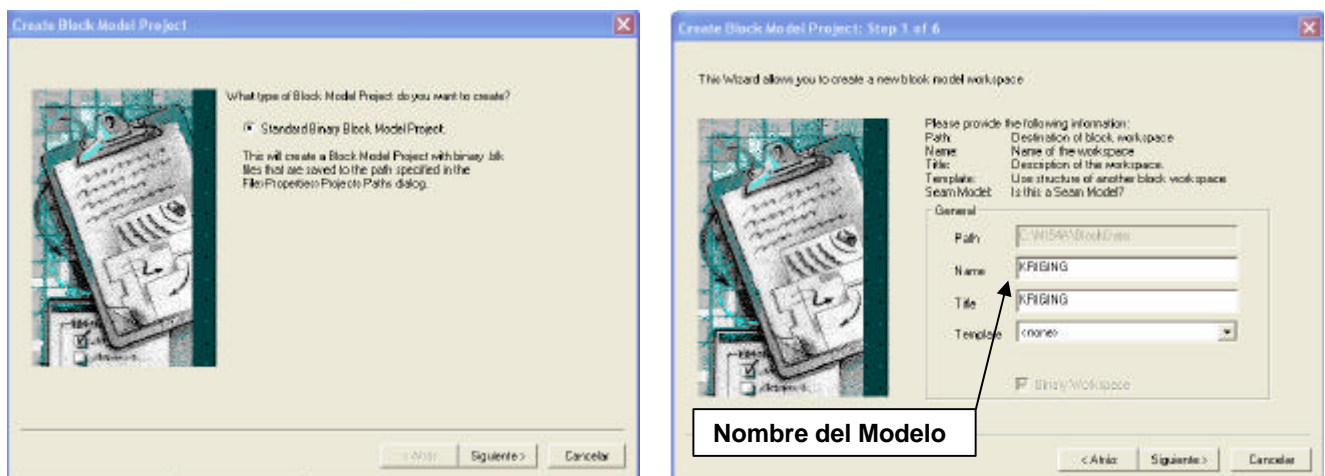 Create Block Model Project
What type of Block Model Project do you want to create?
Standard Binary Block Model Project.
This will create a Block Model Project with binary .blk
files that are saved to the path specified in the
File>Properties>Projects Paths dialog.
< Atrás
Siguiente >
Cancelar
Create Block Model Project: Step 1 of 6
This Wizard allows you to create a new block model workspace
Please provide the following information:
Path: Destination of block workspace
Name: Name of the workspace
Title: Description of the workspace.
Template: Use structure of another block workspace
Seam Model: Is this a Seam Model?
General
Path
Name KRIGING
Title KRIGING
Template <none>
Binary Workspace
Nombre del Modelo
< Atrás
Siguiente >
Cancelar